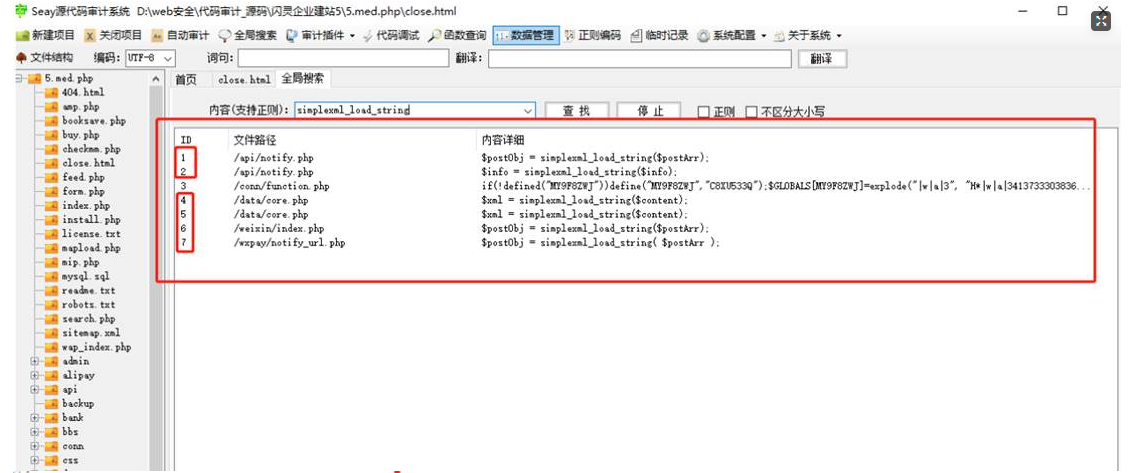 Seay源代码审计系统 D:\web安全\代码审计_源码\闪灵企业建站5\5.med.php\close.html
新建项目 关闭项目 自动审计 全局搜索 审计插件 代码调试 函数查询 数据管理 正则编码 临时记录 系统配置 关于系统
文件结构 编码: UTF-8 词句: 翻译: 翻译
5.med.php
404.html
amp.php
booksave.php
buy.php
checkmm.php
close.html
feed.php
form.php
index.php
install.php
license.txt
mapload.php
mip.php
mysql.sql
readme.txt
robots.txt
search.php
sitemap.xml
wap_index.php
admin
alipay
api
backup
bank
bbs
conn
css
首页 close.html 全局搜索
内容(支持正则): simplexml_load_string 查找 停止 正则 不区分大小写
ID 文件路径 内容详细
1 /api/notify.php $postObj = simplexml_load_string($postArr);
2 /api/notify.php $info = simplexml_load_string($info);
3 /conn/function.php if(!defined("MY9F8ZWJ"))define("MY9F8ZWJ","C8XU533Q");$GLOBALS[MY9F8ZWJ]=explode("|w|a|3", "H*|w|a|3413733303836...
4 /data/core.php $xml = simplexml_load_string($content);
5 /data/core.php $xml = simplexml_load_string($content);
6 /weixin/index.php $postObj = simplexml_load_string($postArr);
7 /wxpay/notify_url.php $postObj = simplexml_load_string( $postArr );